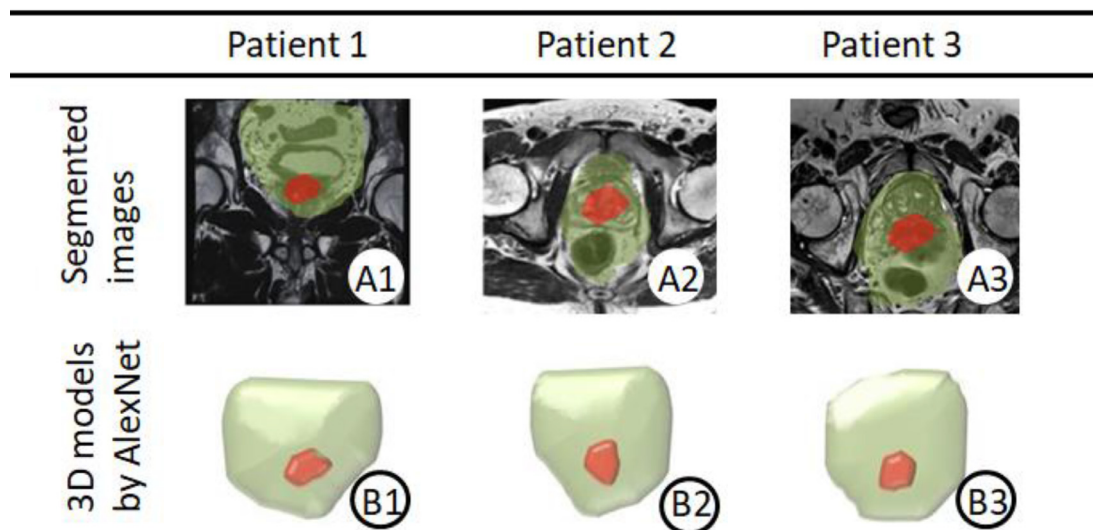 Patient 1 Patient 2 Patient 3
Segmented
images
A1 A2 A3
3D models
by AlexNet
B1 B2 B3